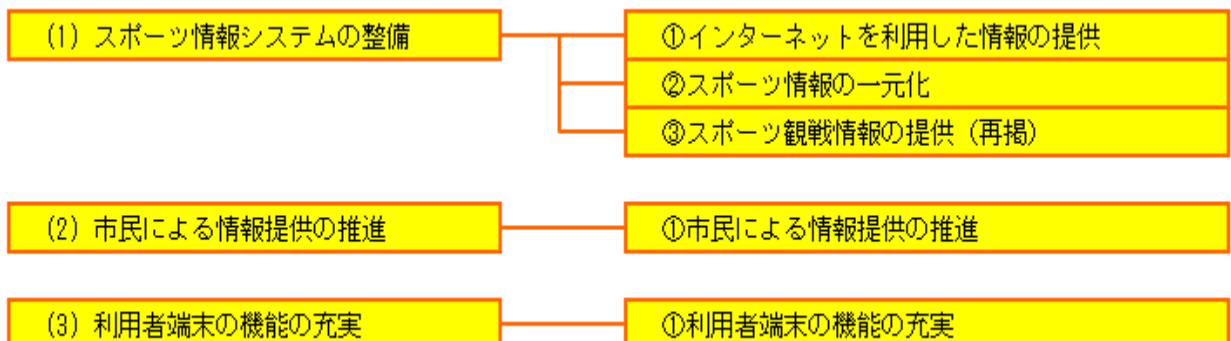 (1) スポーツ情報システムの整備
①インターネットを利用した情報の提供
②スポーツ情報の一元化
③スポーツ観戦情報の提供（再掲）
(2) 市民による情報提供の推進
①市民による情報提供の推進
(3) 利用者端末の機能の充実
①利用者端末の機能の充実